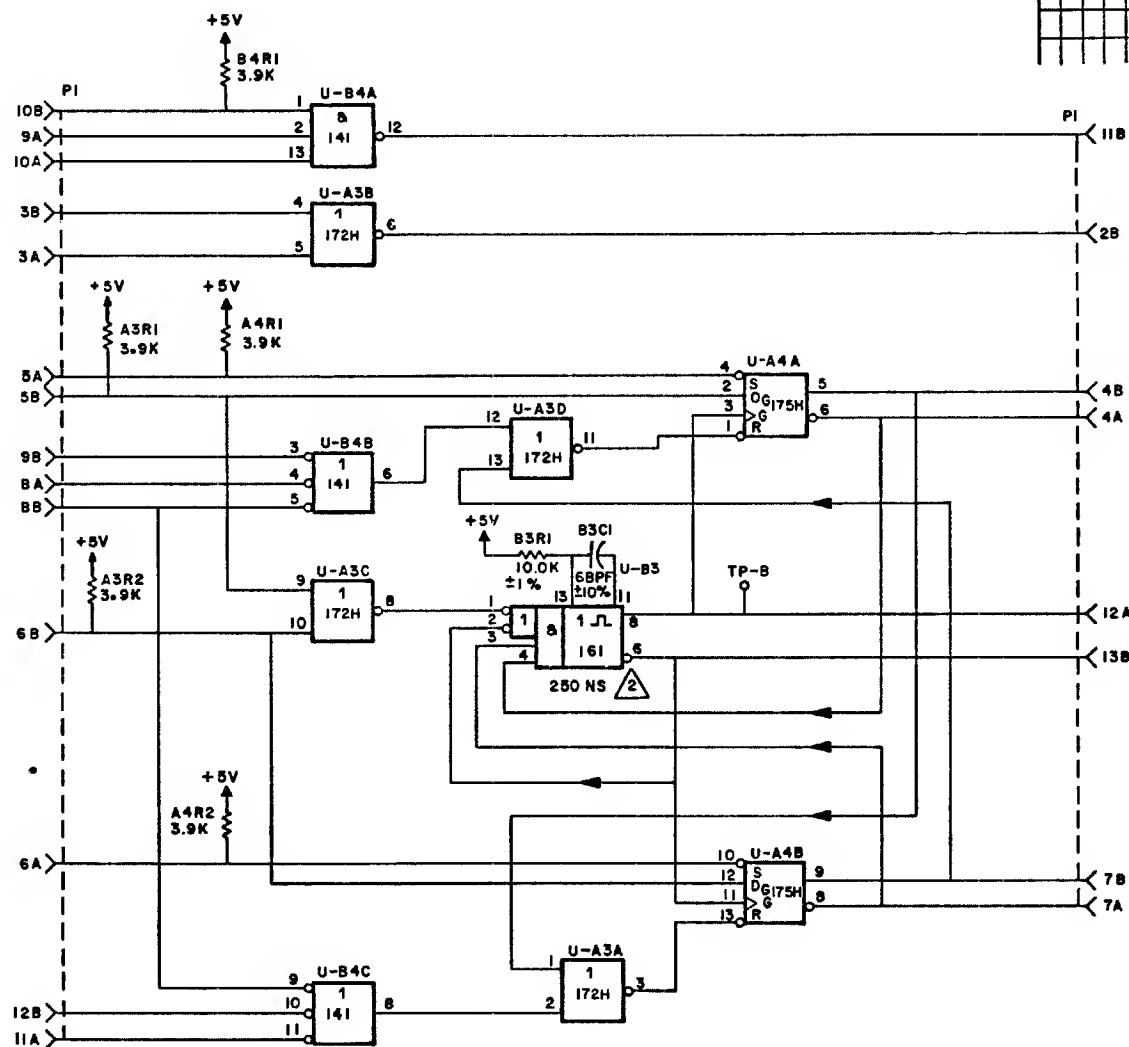 +5V
B4R1
3.9K
P1
10B
9A
10A
1
2
13
U-B4A
&
141
12
P1
11B
3B
3A
4
5
U-A3B
1
172H
6
2B
+5V
A3R1
3.9K
+5V
A4R1
3.9K
5A
5B
U-A4A
4
2
3
1
S
DG
G
R
175H
5
6
4B
4A
U-A3D
12
13
1
172H
11
9B
8A
8B
U-B4B
3
4
5
1
141
6
+5V
B3R1
10.0K
±1%
B3C1
68PF
±10%
U-B3
13
11
1
2
3
4
1
&
1
161
8
6
250 NS
2
TP-B
12A
13B
+5V
A3R2
3.9K
6B
U-A3C
9
10
1
172H
8
+5V
A4R2
3.9K
6A
U-A4B
10
12
11
13
S
DG
G
R
175H
9
8
7B
7A
U-A3A
1
2
1
172H
3
12B
11A
U-B4C
9
10
11
1
141
8